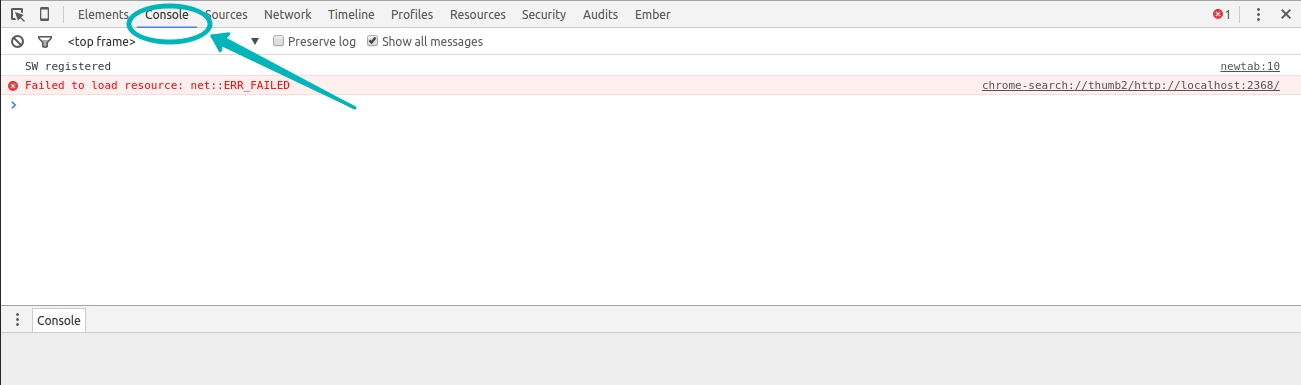 Elements Console Sources Network Timeline Profiles Resources Security Audits Ember 1
<top frame> Preserve log Show all messages
SW registered newtab:10
Failed to load resource: net::ERR_FAILED chrome-search://thumb2/http://localhost:2368/
>
Console